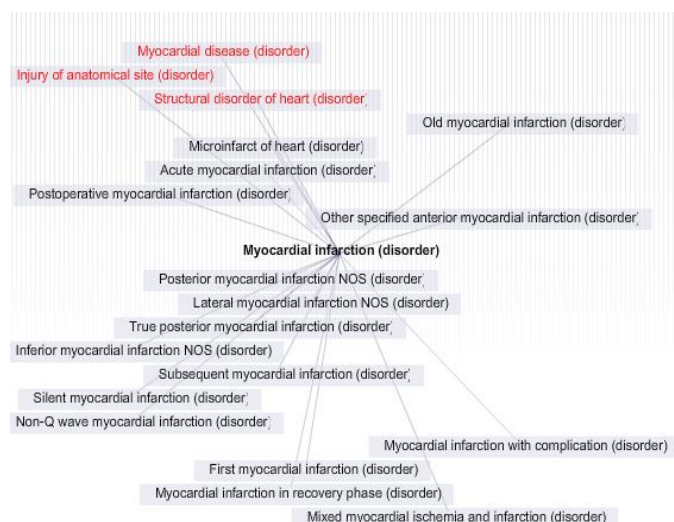 Myocardial disease (disorder)
Injury of anatomical site (disorder)
Structural disorder of heart (disorder)
Old myocardial infarction (disorder)
Microinfarct of heart (disorder)
Acute myocardial infarction (disorder)
Postoperative myocardial infarction (disorder)
Other specified anterior myocardial infarction (disorder)
Myocardial infarction (disorder)
Posterior myocardial infarction NOS (disorder)
Lateral myocardial infarction NOS (disorder)
True posterior myocardial infarction (disorder)
Inferior myocardial infarction NOS (disorder)
Subsequent myocardial infarction (disorder)
Silent myocardial infarction (disorder)
Non-Q wave myocardial infarction (disorder)
Myocardial infarction with complication (disorder)
First myocardial infarction (disorder)
Myocardial infarction in recovery phase (disorder)
Mixed myocardial ischemia and infarction (disorder)